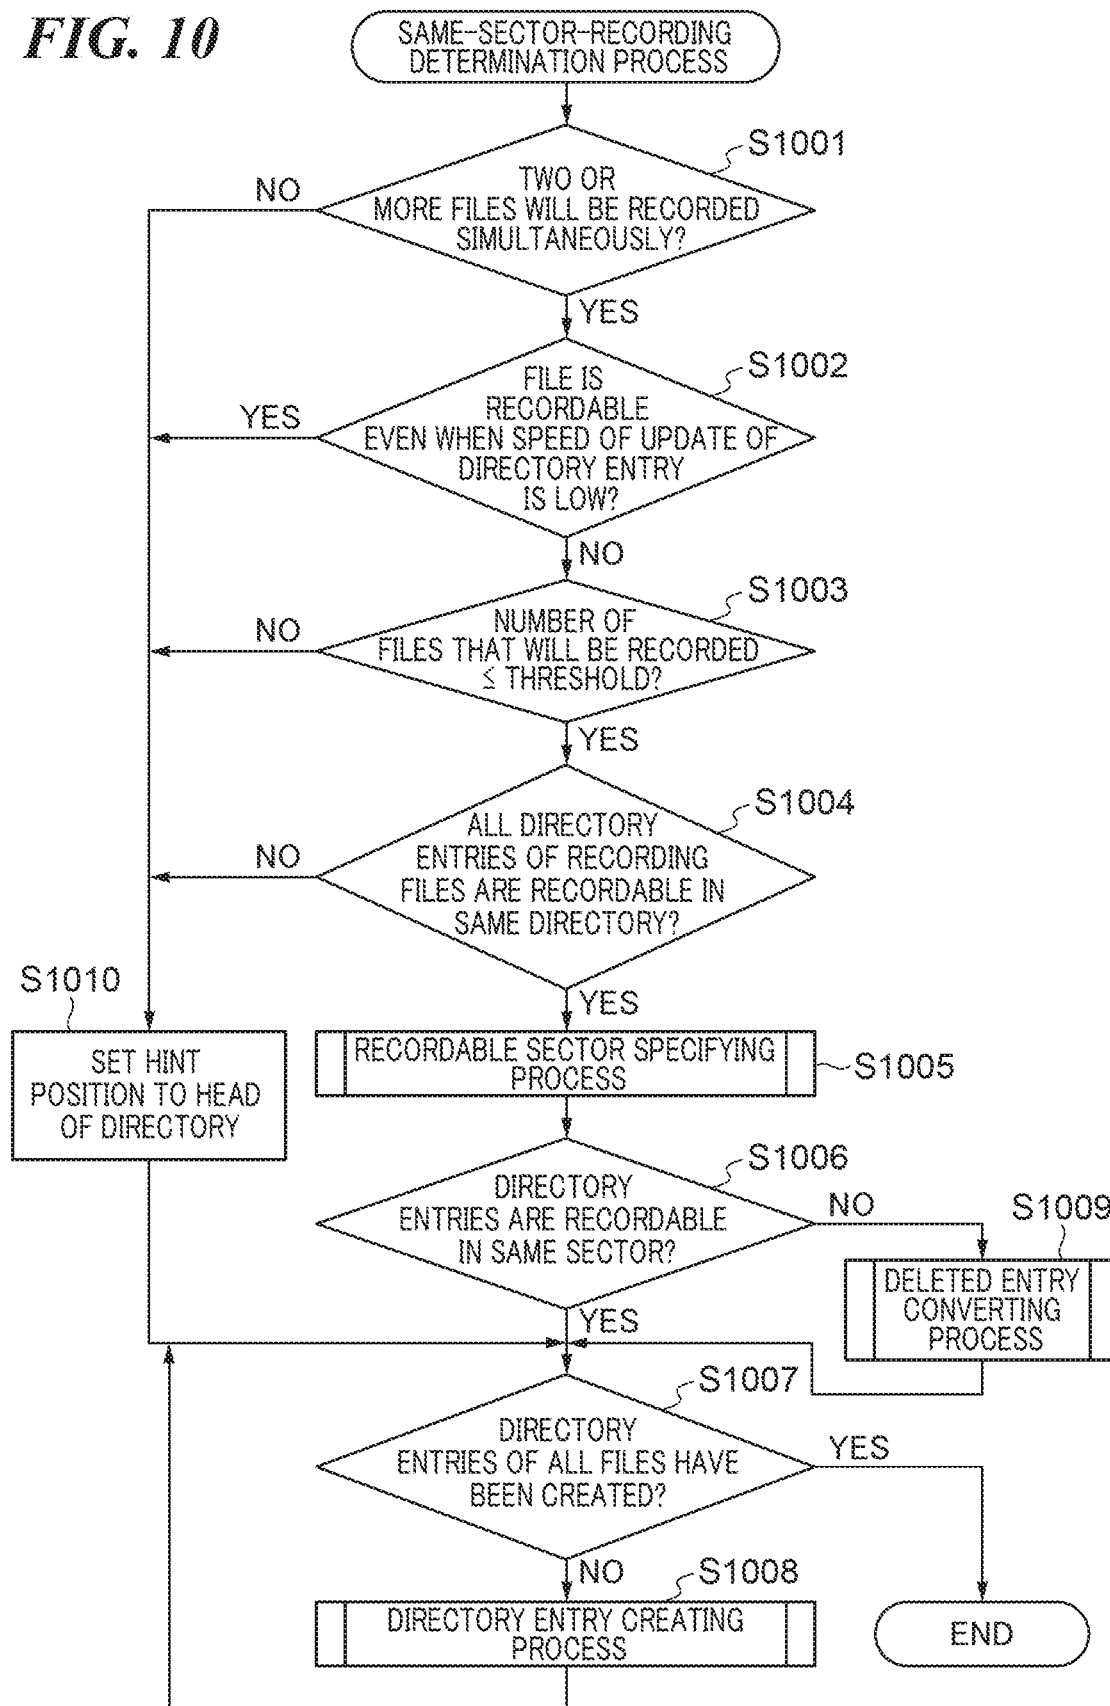 FIG. 10
SAME-SECTOR-RECORDING
DETERMINATION PROCESS
S1001
TWO OR
MORE FILES WILL BE RECORDED
SIMULTANEOUSLY?
NO
YES
S1002
FILE IS
RECORDABLE
EVEN WHEN SPEED OF UPDATE OF
DIRECTORY ENTRY
IS LOW?
YES
NO
S1003
NUMBER OF
FILES THAT WILL BE RECORDED
≦ THRESHOLD?
NO
YES
S1004
ALL DIRECTORY
ENTRIES OF RECORDING
FILES ARE RECORDABLE IN
SAME DIRECTORY?
NO
YES
S1010
SET HINT
POSITION TO HEAD
OF DIRECTORY
RECORDABLE SECTOR SPECIFYING
PROCESS
S1005
S1006
DIRECTORY
ENTRIES ARE RECORDABLE
IN SAME SECTOR?
NO
YES
S1009
DELETED ENTRY
CONVERTING
PROCESS
S1007
DIRECTORY
ENTRIES OF ALL FILES HAVE
BEEN CREATED?
YES
NO
S1008
DIRECTORY ENTRY CREATING
PROCESS
END